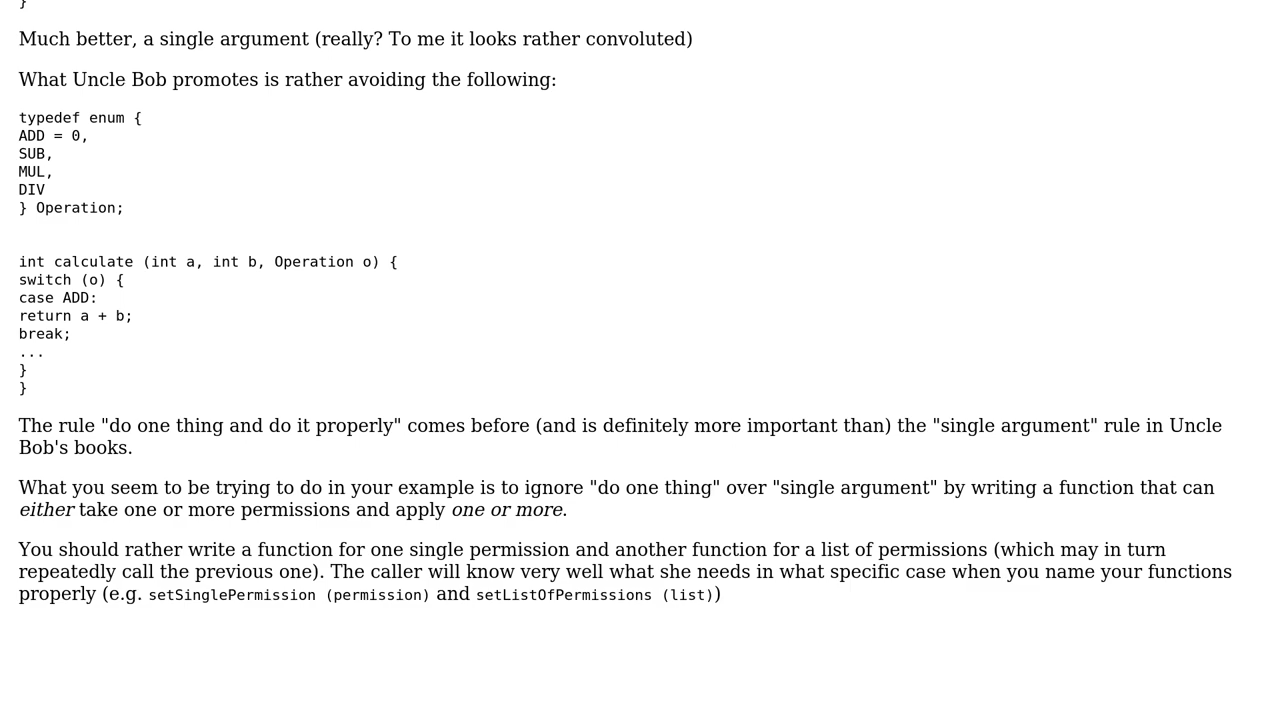 }
Much better, a single argument (really? To me it looks rather convoluted)
What Uncle Bob promotes is rather avoiding the following:
typedef enum {
ADD = 0,
SUB,
MUL,
DIV
} Operation;
int calculate (int a, int b, Operation o) {
switch (o) {
case ADD:
return a + b;
break;
...
}
}
The rule "do one thing and do it properly" comes before (and is definitely more important than) the "single argument" rule in Uncle
Bob's books.
What you seem to be trying to do in your example is to ignore "do one thing" over "single argument" by writing a function that can
either take one or more permissions and apply one or more.
You should rather write a function for one single permission and another function for a list of permissions (which may in turn
repeatedly call the previous one). The caller will know very well what she needs in what specific case when you name your functions
properly (e.g. setSinglePermission (permission) and setListOfPermissions (list))